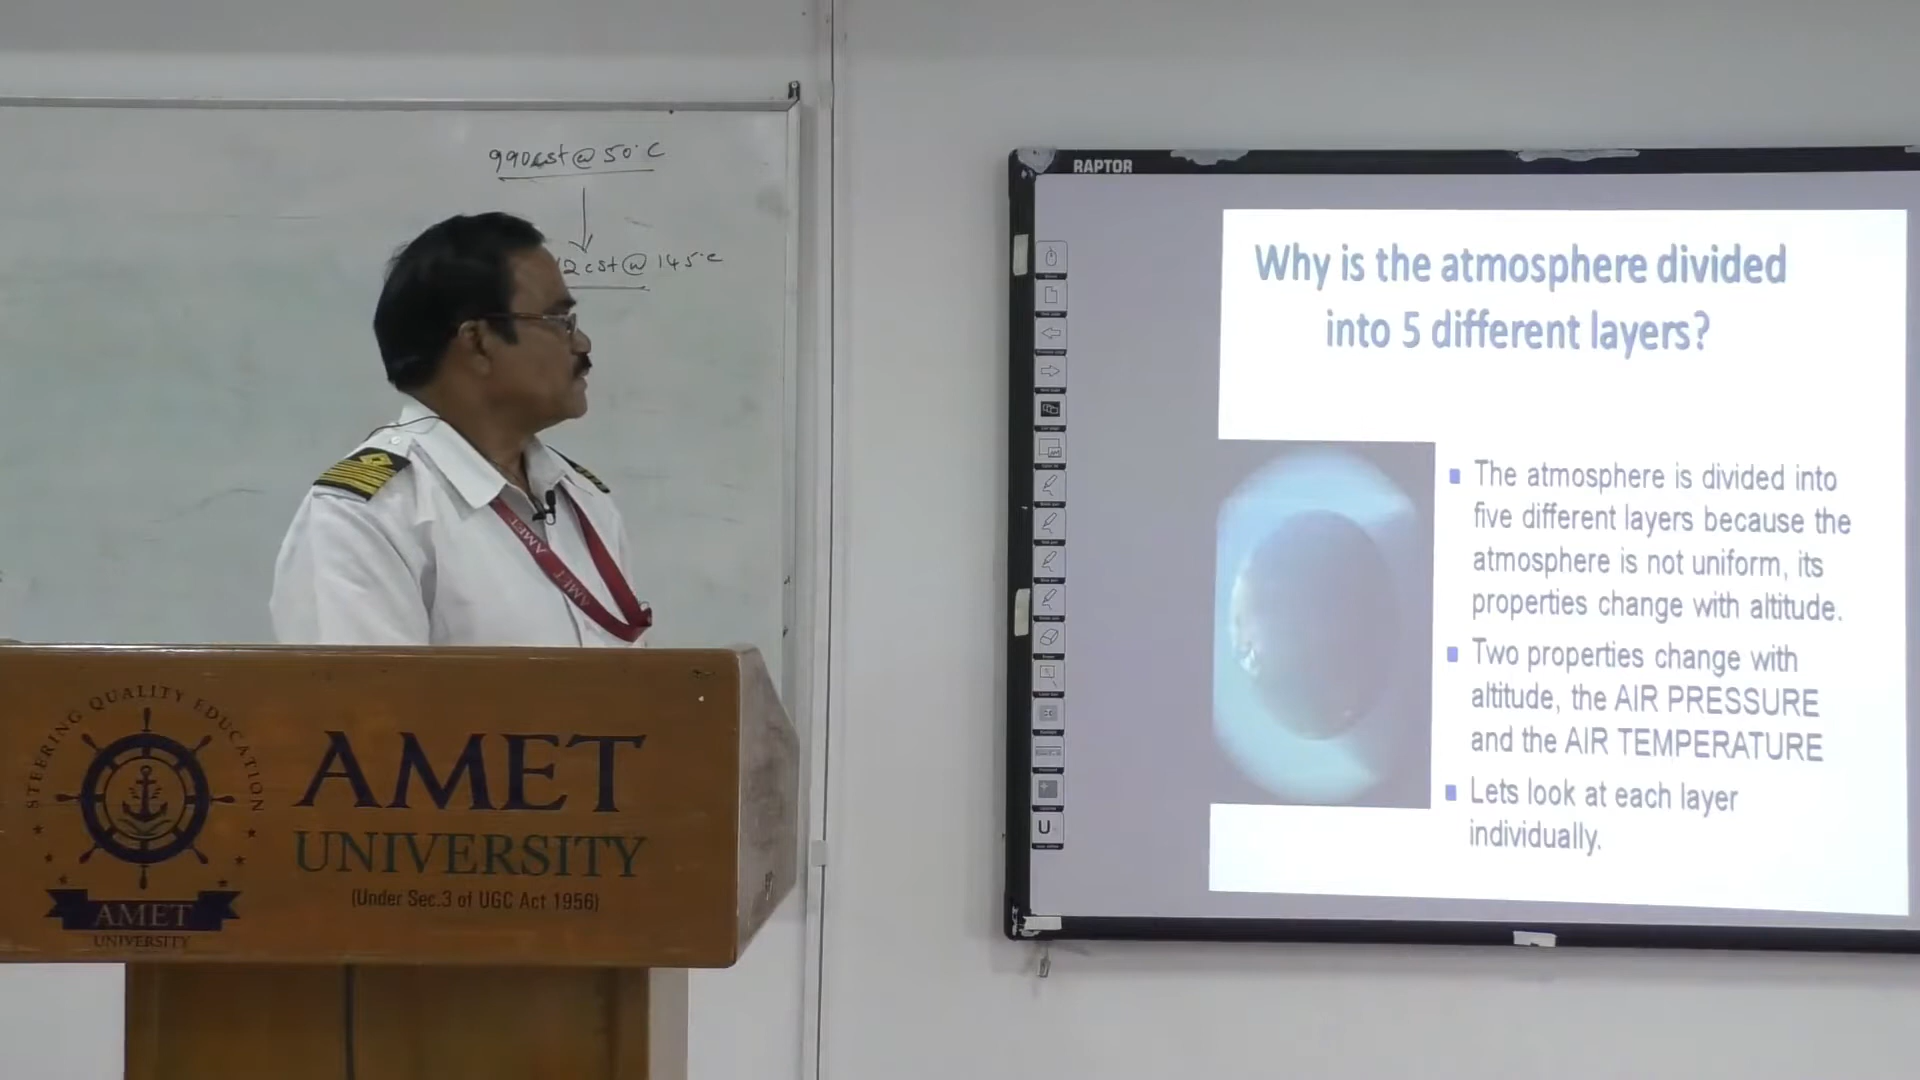 990cst @ 50°C
12cst @ 145°C
RAPTOR
Why is the atmosphere divided
into 5 different layers?
The atmosphere is divided into
five different layers because the
atmosphere is not uniform, its
properties change with altitude.
Two properties change with
altitude, the AIR PRESSURE
and the AIR TEMPERATURE
Lets look at each layer
individually.
AMET
AMET
STEERING QUALITY EDUCATION
AMET
UNIVERSITY
AMET
UNIVERSITY
(Under Sec.3 of UGC Act 1956)